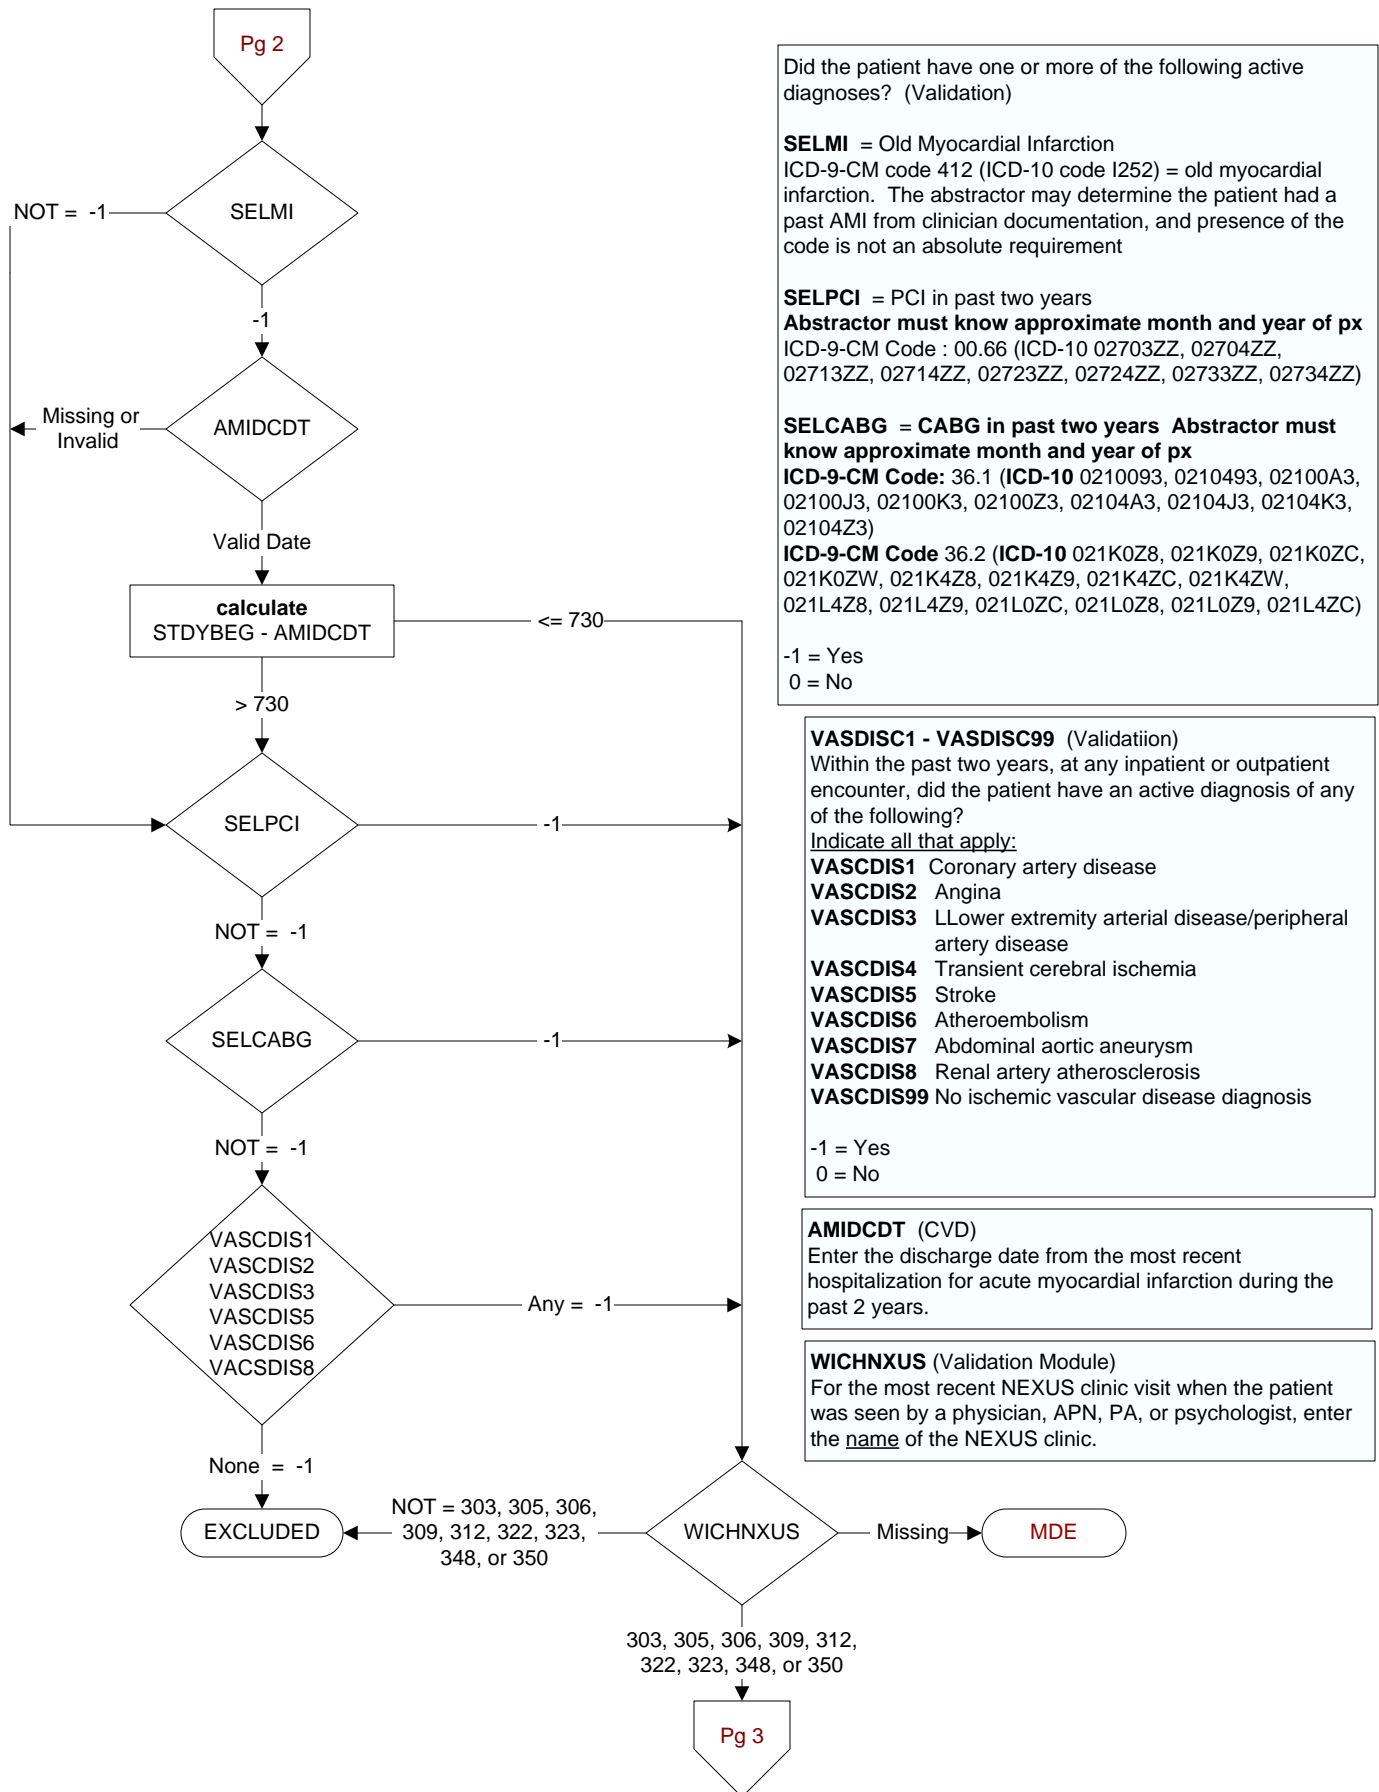 Pg 2
SELMI
NOT =  -1
-1
AMIDCDT
Missing or
Invalid
Valid Date
calculate
STDYBEG - AMIDCDT
<= 730
> 730
SELPCI
-1
NOT =  -1
SELCABG
-1
NOT =  -1
VASCDIS1
VASCDIS2
VASCDIS3
VASCDIS5
VASCDIS6
VACSDIS8
Any =  -1
None  = -1
EXCLUDED
NOT = 303, 305, 306,
309, 312, 322, 323,
348, or 350
WICHNXUS
Missing
MDE
303, 305, 306, 309, 312,
322, 323, 348, or 350
Pg 3
Did the patient have one or more of the following active
diagnoses?  (Validation)
SELMI  = Old Myocardial Infarction
ICD-9-CM code 412 (ICD-10 code I252) = old myocardial
infarction.  The abstractor may determine the patient had a
past AMI from clinician documentation, and presence of the
code is not an absolute requirement
SELPCI  = PCI in past two years
Abstractor must know approximate month and year of px
ICD-9-CM Code : 00.66 (ICD-10 02703ZZ, 02704ZZ,
02713ZZ, 02714ZZ, 02723ZZ, 02724ZZ, 02733ZZ, 02734ZZ)
SELCABG  = CABG in past two years  Abstractor must
know approximate month and year of px
ICD-9-CM Code: 36.1 (ICD-10 0210093, 0210493, 02100A3,
02100J3, 02100K3, 02100Z3, 02104A3, 02104J3, 02104K3,
02104Z3)
ICD-9-CM Code 36.2 (ICD-10 021K0Z8, 021K0Z9, 021K0ZC,
021K0ZW, 021K4Z8, 021K4Z9, 021K4ZC, 021K4ZW,
021L4Z8, 021L4Z9, 021L0ZC, 021L0Z8, 021L0Z9, 021L4ZC)
-1 = Yes
0 = No
VASDISC1 - VASDISC99  (Validatiion)
Within the past two years, at any inpatient or outpatient
encounter, did the patient have an active diagnosis of any
of the following?
Indicate all that apply:
VASCDIS1  Coronary artery disease
VASCDIS2   Angina
VASCDIS3   LLower extremity arterial disease/peripheral
artery disease
VASCDIS4   Transient cerebral ischemia
VASCDIS5   Stroke
VASCDIS6   Atheroembolism
VASCDIS7   Abdominal aortic aneurysm
VASCDIS8   Renal artery atherosclerosis
VASCDIS99 No ischemic vascular disease diagnosis
-1 = Yes
0 = No
AMIDCDT  (CVD)
Enter the discharge date from the most recent
hospitalization for acute myocardial infarction during the
past 2 years.
WICHNXUS (Validation Module)
For the most recent NEXUS clinic visit when the patient
was seen by a physician, APN, PA, or psychologist, enter
the name of the NEXUS clinic.